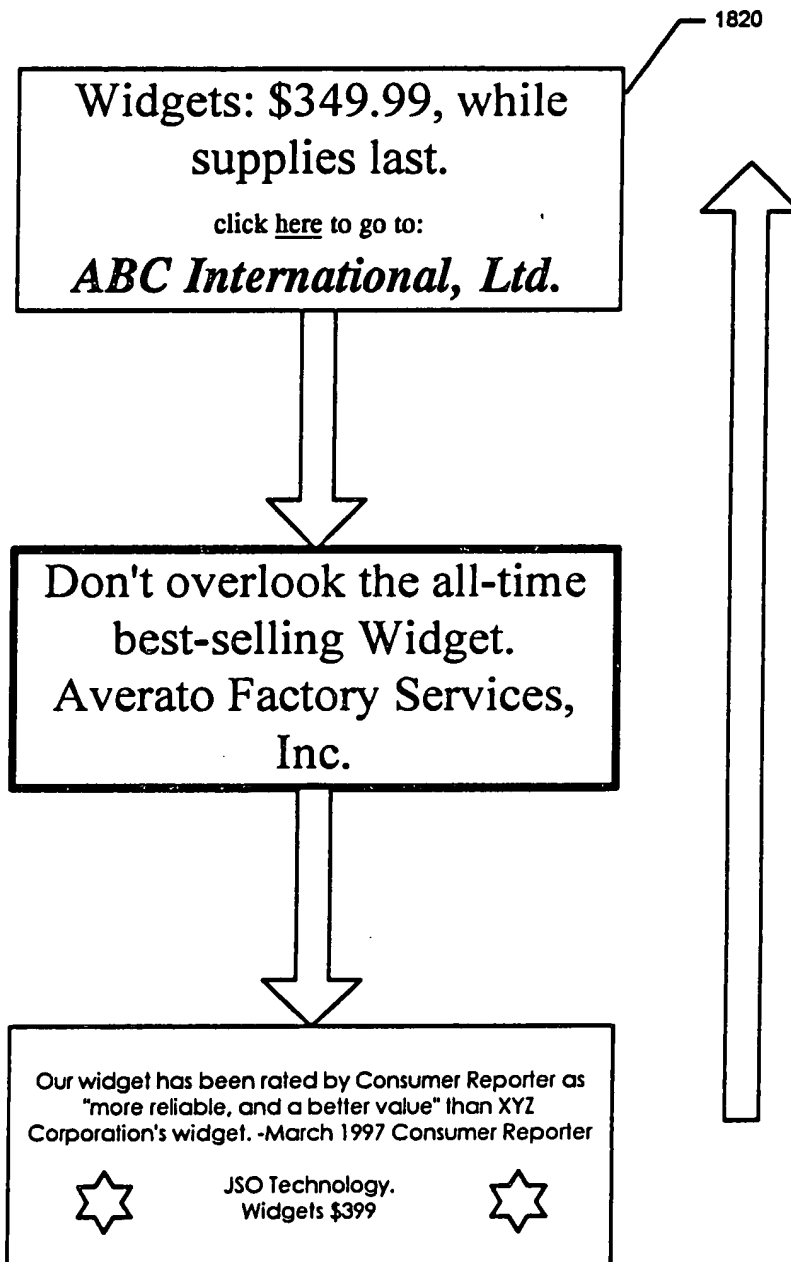 1820
Widgets: $349.99, while
supplies last.
click here to go to:
ABC International, Ltd.
Don't overlook the all-time
best-selling Widget.
Averato Factory Services,
Inc.
Our widget has been rated by Consumer Reporter as
"more reliable, and a better value" than XYZ
Corporation's widget. -March 1997 Consumer Reporter
JSO Technology.
Widgets $399